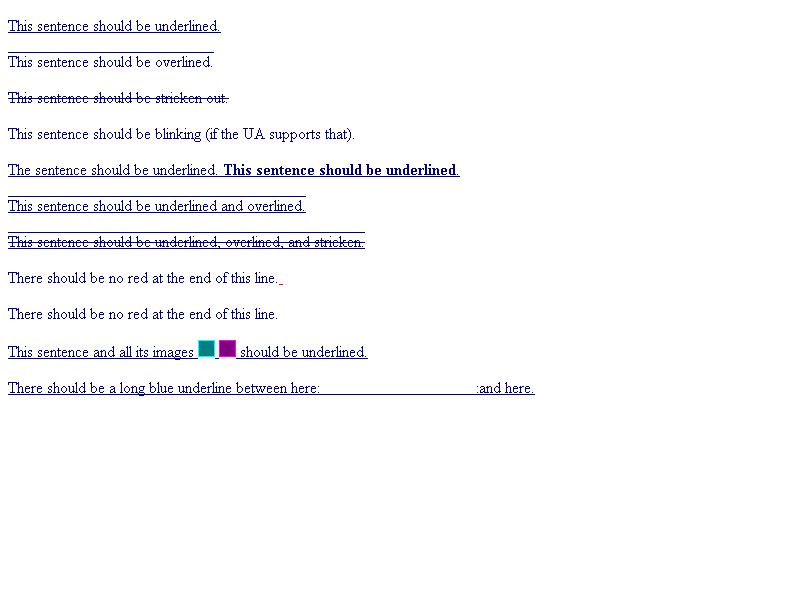 This sentence should be underlined.
This sentence should be overlined.
This sentence should be stricken out.
This sentence should be blinking (if the UA supports that).
The sentence should be underlined. This sentence should be underlined.
This sentence should be underlined and overlined.
This sentence should be underlined, overlined, and stricken.
There should be no red at the end of this line.
There should be no red at the end of this line.
This sentence and all its images should be underlined.
There should be a long blue underline between here: :and here.